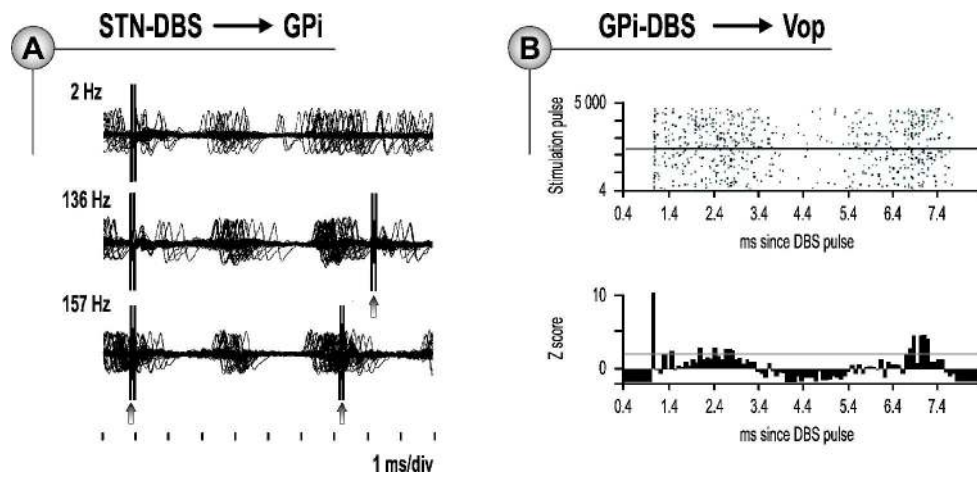 A
STN-DBS → GPi
2 Hz
136 Hz
157 Hz
1 ms/div
B
GPi-DBS → Vop
Stimulation pulse
5 000
4
0.4 1.4 2.4 3.4 4.4 5.4 6.4 7.4
ms since DBS pulse
Z score
10
0
0.4 1.4 2.4 3.4 4.4 5.4 6.4 7.4
ms since DBS pulse